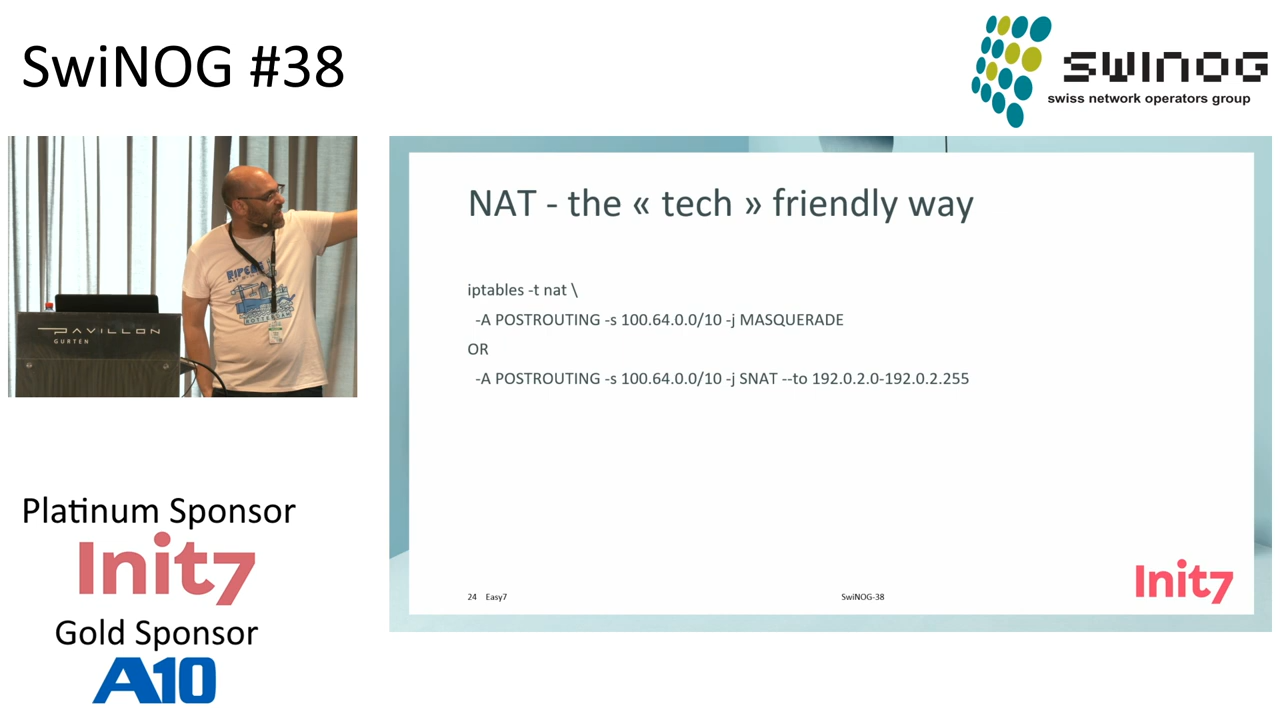 SwiNOG #38
swinog
swiss network operators group
PAVILLON
GURTEN
NAT - the « tech » friendly way
iptables -t nat \
-A POSTROUTING -s 100.64.0.0/10 -j MASQUERADE
OR
-A POSTROUTING -s 100.64.0.0/10 -j SNAT --to 192.0.2.0-192.0.2.255
24 Easy7
SwiNOG-38
Init7
Platinum Sponsor
Init7
Gold Sponsor
A10